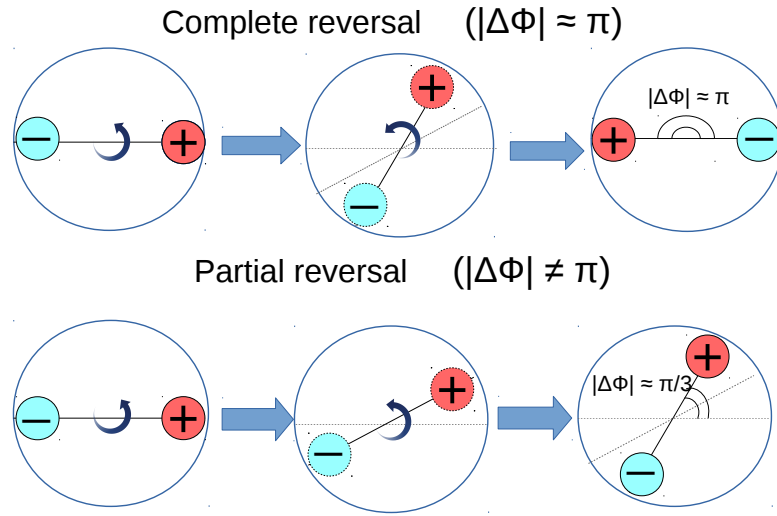 Complete reversal (|ΔΦ| ≈ π)
− + + − |ΔΦ| ≈ π + −
Partial reversal (|ΔΦ| ≠ π)
− + − + |ΔΦ| ≈ π/3 + −